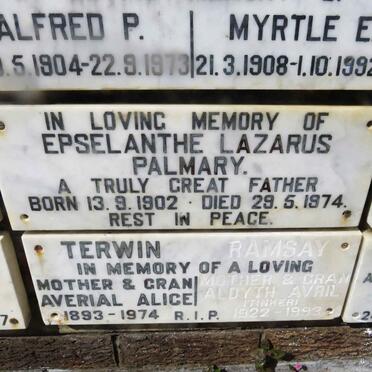 ALFRED P. MYRTLE E
.5.1904-22.9.1973 21.3.1908-1.10.1992
IN LOVING MEMORY OF
EPSELANTHE LAZARUS
PALMARY.
A TRULY GREAT FATHER
BORN 13.9.1902 · DIED 29.5.1974.
REST IN PEACE.
TERWIN RAMSAY
IN MEMORY OF A LOVING
MOTHER & GRAN MOTHER & GRAN
AVERIAL ALICE ALDYTH AVRIL
(TINKER)
1893-1974 R.I.P. 1922-1993